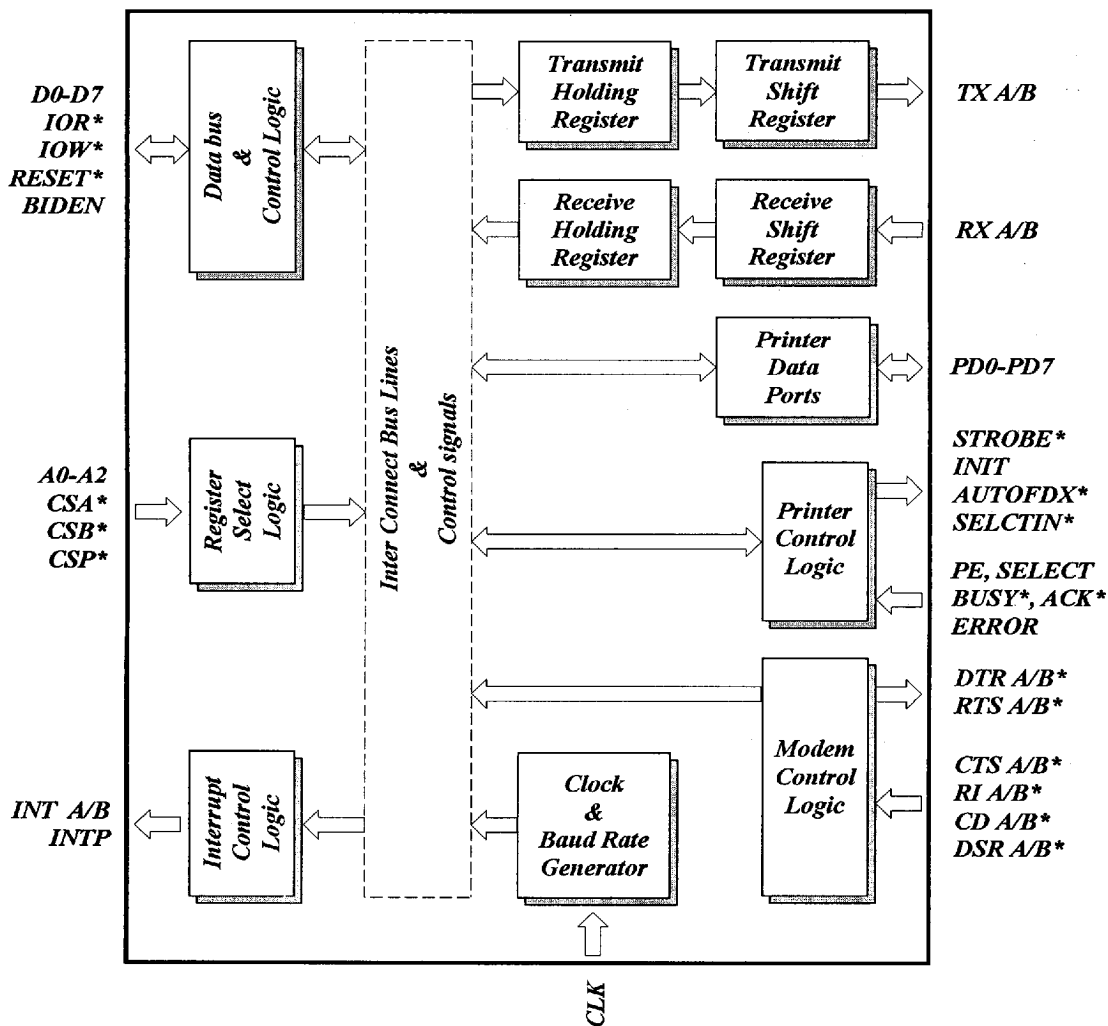 D0-D7
IOR*
IOW*
RESET*
BIDEN
Data bus
&
Control Logic
A0-A2
CSA*
CSB*
CSP*
Register
Select
Logic
INT A/B
INTP
Interrupt
Control
Logic
Inter Connect Bus Lines
&
Control signals
Transmit
Holding
Register
Transmit
Shift
Register
TX A/B
Receive
Holding
Register
Receive
Shift
Register
RX A/B
Printer
Data
Ports
PD0-PD7
Printer
Control
Logic
STROBE*
INIT
AUTOFDX*
SELCTIN*
PE, SELECT
BUSY*, ACK*
ERROR
Modem
Control
Logic
DTR A/B*
RTS A/B*
CTS A/B*
RI A/B*
CD A/B*
DSR A/B*
Clock
&
Baud Rate
Generator
CLK